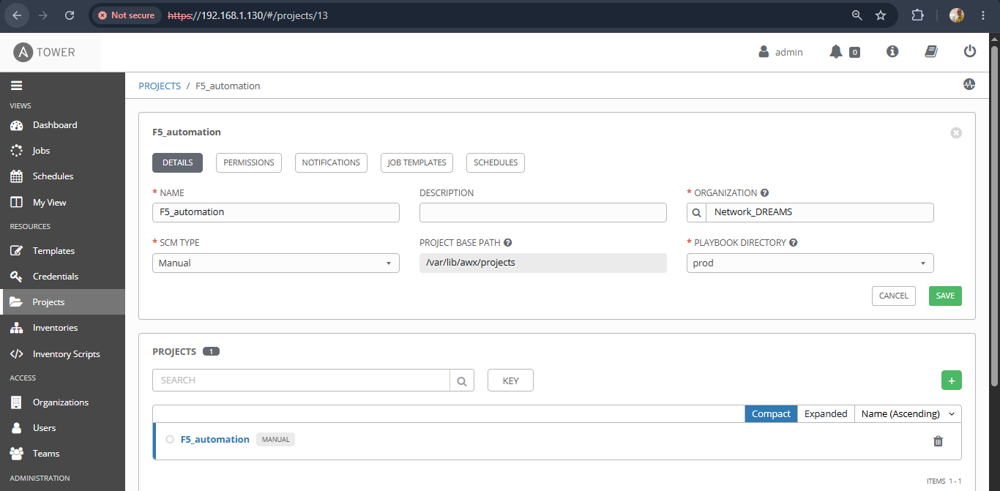 Not secure https://192.168.1.130/#/projects/13
A TOWER admin 0
PROJECTS / F5_automation
VIEWS
Dashboard
Jobs
Schedules
My View
RESOURCES
Templates
Credentials
Projects
Inventories
Inventory Scripts
ACCESS
Organizations
Users
Teams
ADMINISTRATION
F5_automation
DETAILS PERMISSIONS NOTIFICATIONS JOB TEMPLATES SCHEDULES
* NAME DESCRIPTION * ORGANIZATION ?
F5_automation Network_DREAMS
* SCM TYPE PROJECT BASE PATH ? * PLAYBOOK DIRECTORY ?
Manual /var/lib/awx/projects prod
CANCEL SAVE
PROJECTS 1
SEARCH KEY +
Compact Expanded Name (Ascending)
F5_automation MANUAL
ITEMS 1 - 1